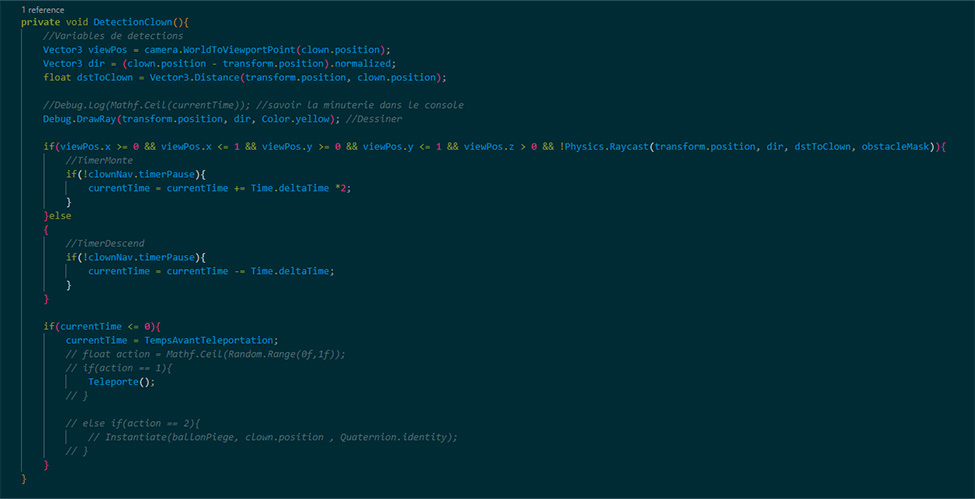 1 reference
private void DetectionClown(){
//Variables de detections
Vector3 viewPos = camera.WorldToViewportPoint(clown.position);
Vector3 dir = (clown.position - transform.position).normalized;
float dstToClown = Vector3.Distance(transform.position, clown.position);
//Debug.Log(Mathf.Ceil(currentTime)); //savoir la minuterie dans le console
Debug.DrawRay(transform.position, dir, Color.yellow); //Dessiner
if(viewPos.x >= 0 && viewPos.x <= 1 && viewPos.y >= 0 && viewPos.y <= 1 && viewPos.z > 0 && !Physics.Raycast(transform.position, dir, dstToClown, obstacleMask)){
//TimerMonte
if(!clownNav.timerPause){
currentTime = currentTime += Time.deltaTime *2;
}
}else
{
//TimerDescend
if(!clownNav.timerPause){
currentTime = currentTime -= Time.deltaTime;
}
}
if(currentTime <= 0){
currentTime = TempsAvantTeleportation;
// float action = Mathf.Ceil(Random.Range(0f,1f));
// if(action == 1){
Teleporte();
// }
// else if(action == 2){
// Instantiate(ballonPiege, clown.position , Quaternion.identity);
// }
}
}